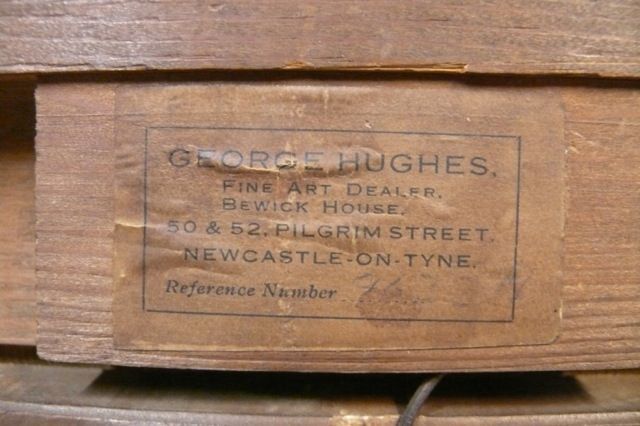 GEORGE HUGHES,
FINE ART DEALER,
BEWICK HOUSE,
50 & 52, PILGRIM STREET,
NEWCASTLE-ON-TYNE.
Reference Number